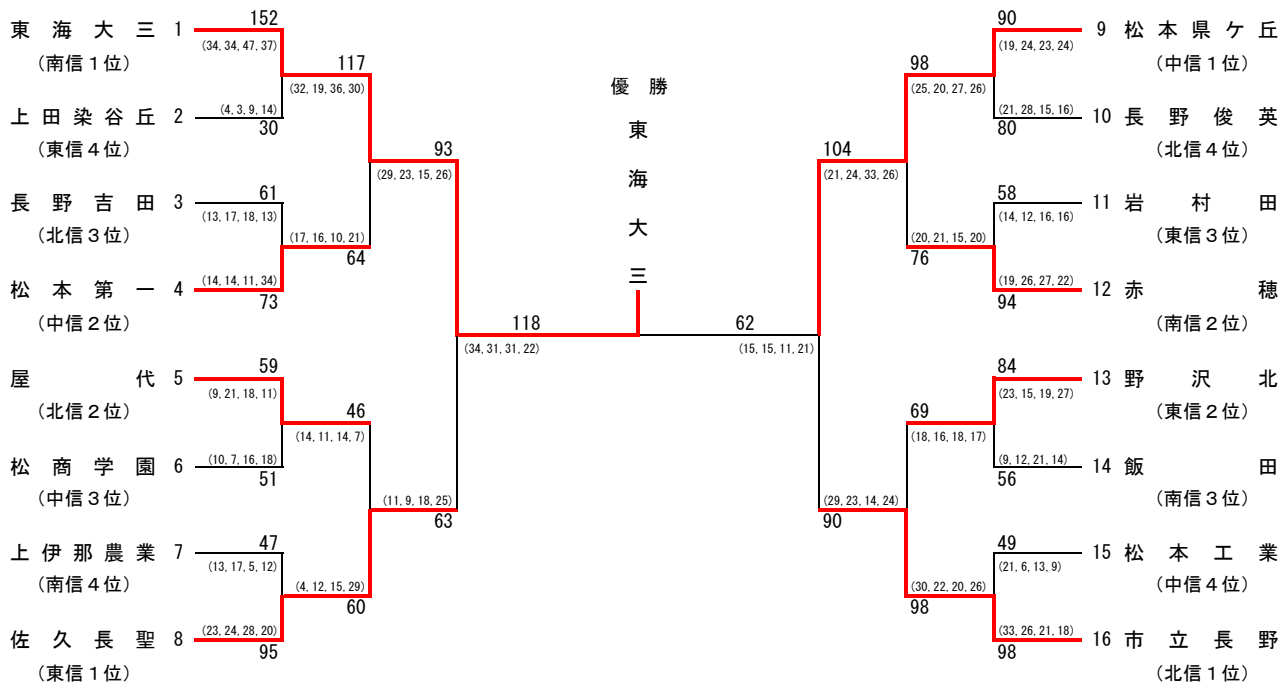 優 勝
東
海
大
三
東 海 大 三 1
(南信1位)
152
(34, 34, 47, 37)
上 田 染 谷 丘 2
(東信4位)
(4, 3, 9, 14)
30
117
(32, 19, 36, 30)
長 野 吉 田 3
(北信3位)
61
(13, 17, 18, 13)
松 本 第 一 4
(中信2位)
(14, 14, 11, 34)
73
(17, 16, 10, 21)
64
93
(29, 23, 15, 26)
屋 代 5
(北信2位)
59
(9, 21, 18, 11)
松 商 学 園 6
(中信3位)
(10, 7, 16, 18)
51
46
(14, 11, 14, 7)
上 伊 那 農 業 7
(南信4位)
47
(13, 17, 5, 12)
佐 久 長 聖 8
(東信1位)
(23, 24, 28, 20)
95
(4, 12, 15, 29)
60
(11, 9, 18, 25)
63
118
(34, 31, 31, 22)
62
(15, 15, 11, 21)
90
(19, 24, 23, 24)
9 松 本 県 ケ 丘
(中信1位)
(21, 28, 15, 16)
80
10 長 野 俊 英
(北信4位)
98
(25, 20, 27, 26)
58
(14, 12, 16, 16)
11 岩 村 田
(東信3位)
(19, 26, 27, 22)
94
12 赤 穂
(南信2位)
(20, 21, 15, 20)
76
104
(21, 24, 33, 26)
84
(23, 15, 19, 27)
13 野 沢 北
(東信2位)
(9, 12, 21, 14)
56
14 飯 田
(南信3位)
69
(18, 16, 18, 17)
49
(21, 6, 13, 9)
15 松 本 工 業
(中信4位)
(33, 26, 21, 18)
98
16 市 立 長 野
(北信1位)
(30, 22, 20, 26)
98
(29, 23, 14, 24)
90